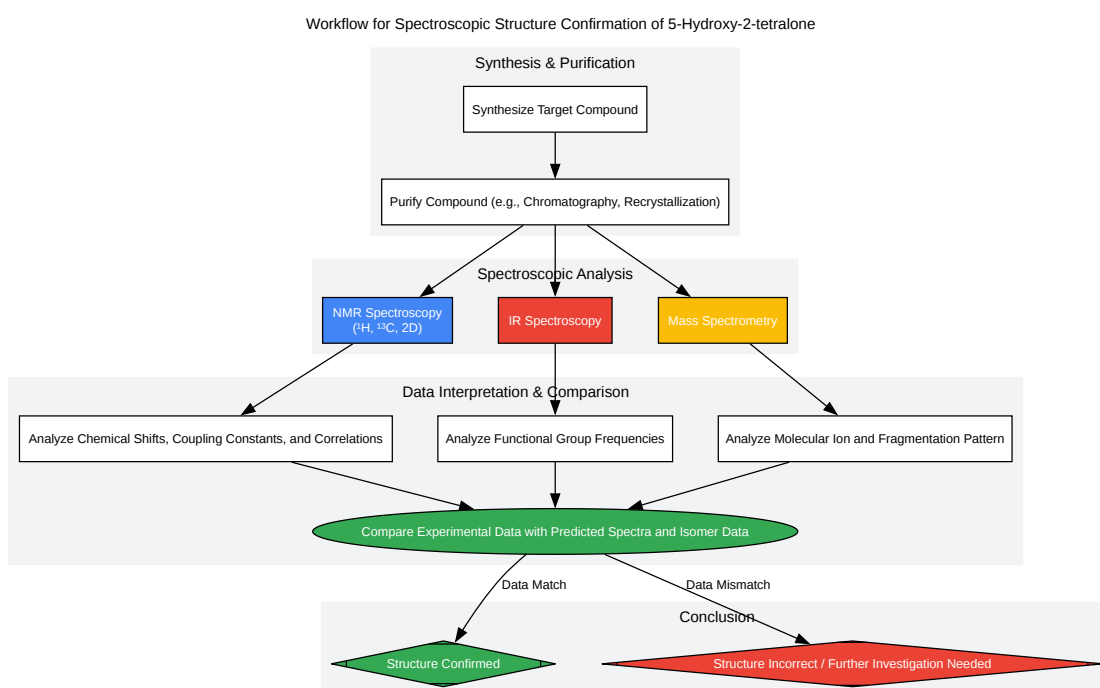 Workflow for Spectroscopic Structure Confirmation of 5-Hydroxy-2-tetralone
Synthesis & Purification
Synthesize Target Compound
Purify Compound (e.g., Chromatography, Recrystallization)
Spectroscopic Analysis
NMR Spectroscopy
(¹H, ¹³C, 2D)
IR Spectroscopy
Mass Spectrometry
Data Interpretation & Comparison
Analyze Chemical Shifts, Coupling Constants, and Correlations
Analyze Functional Group Frequencies
Analyze Molecular Ion and Fragmentation Pattern
Compare Experimental Data with Predicted Spectra and Isomer Data
Data Match
Data Mismatch
Conclusion
Structure Confirmed
Structure Incorrect / Further Investigation Needed